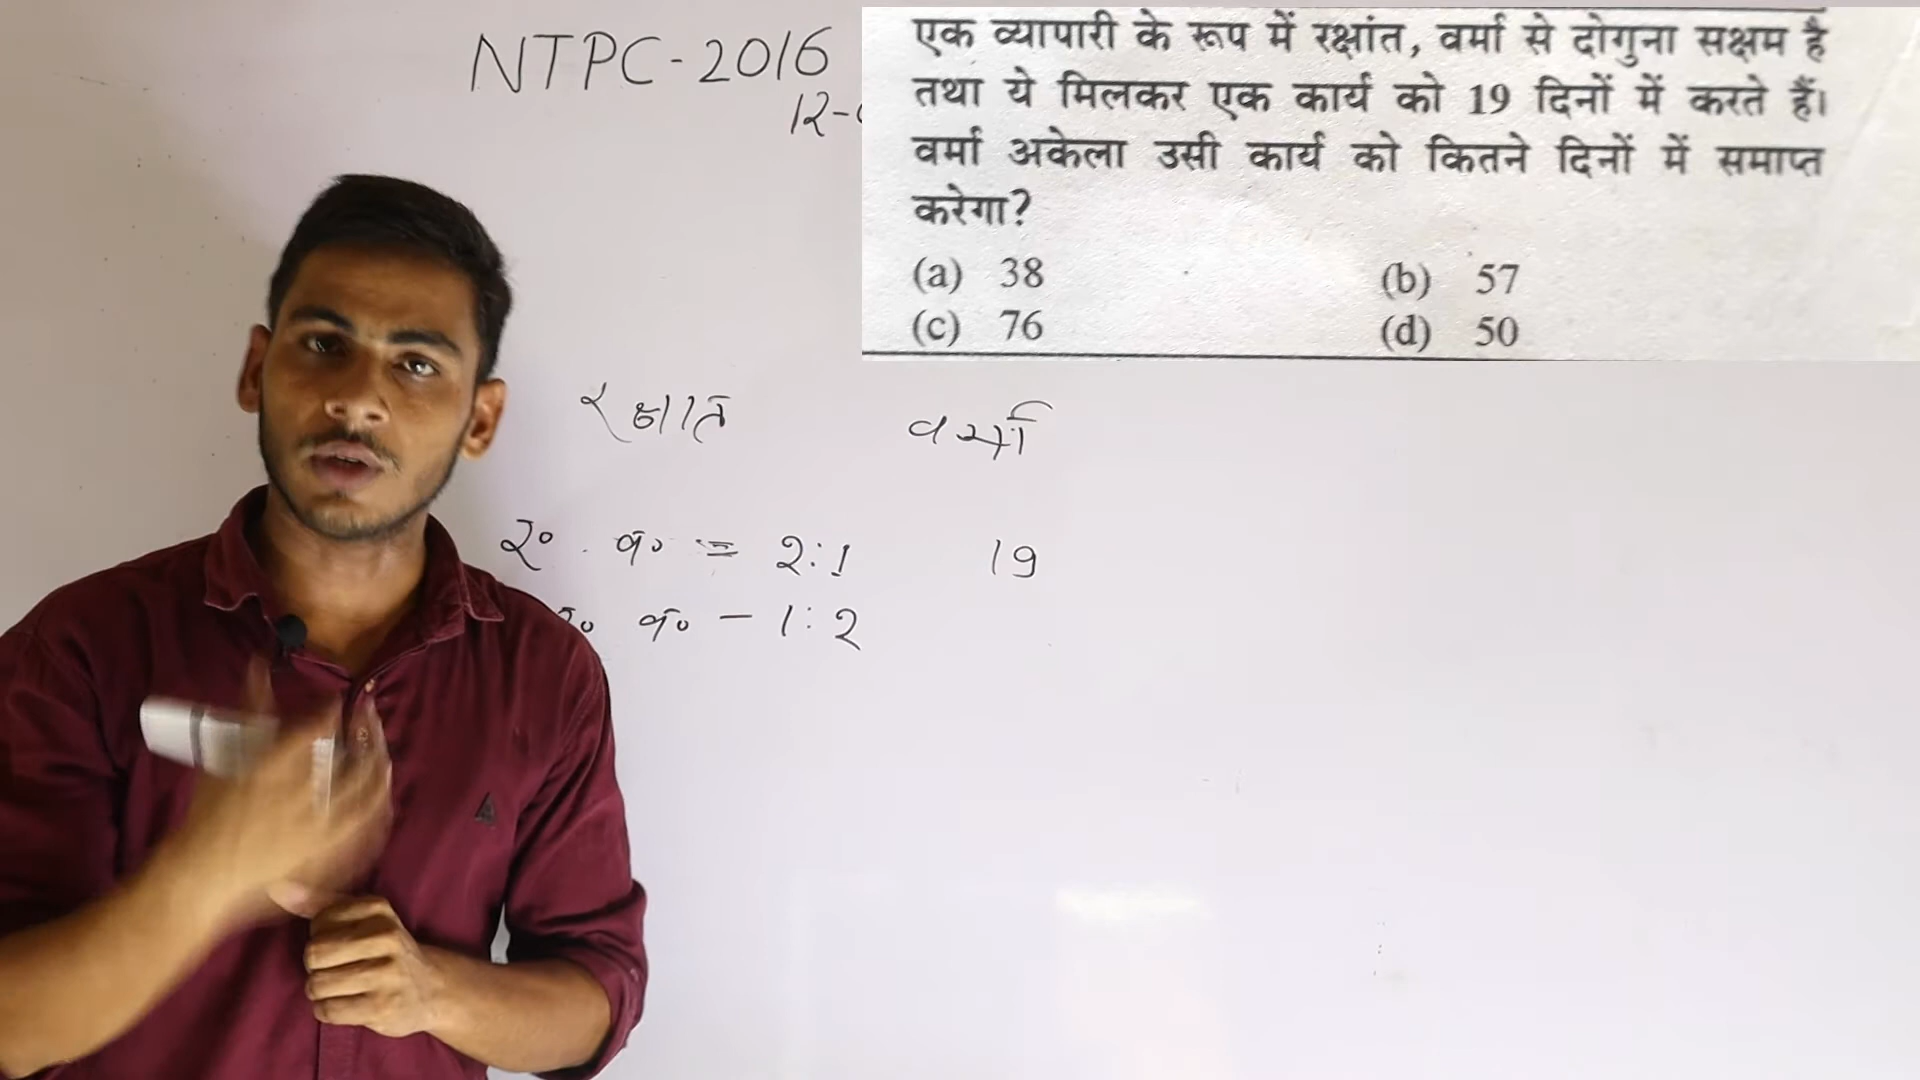 NTPC-2016
12-
एक व्यापारी के रूप में रक्षांत, वर्मा से दोगुना सक्षम है
तथा ये मिलकर एक कार्य को 19 दिनों में करते हैं।
वर्मा अकेला उसी कार्य को कितने दिनों में समाप्त
करेगा?
(a) 38 (b) 57
(c) 76 (d) 50
रक्षांत वर्मा
र० व० = 2:1 19
र० व० - 1:2